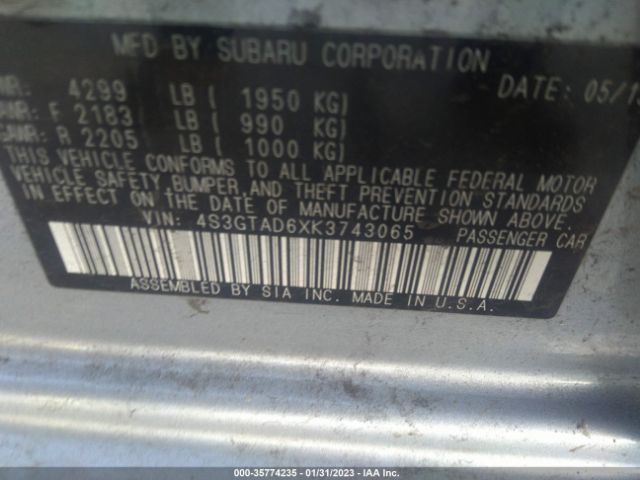 MFD BY SUBARU CORPORATION
DATE: 05/1
4299 LB ( 1950 KG)
F 2183 LB ( 990 KG)
R 2205 LB ( 1000 KG)
THIS VEHICLE CONFORMS TO ALL APPLICABLE FEDERAL MOTOR
VEHICLE SAFETY, BUMPER, AND THEFT PREVENTION STANDARDS
IN EFFECT ON THE DATE OF MANUFACTURE SHOWN ABOVE.
VIN: 4S3GTAD6XK3743065 PASSENGER CAR
ASSEMBLED BY SIA INC. MADE IN U.S.A.
000-35774235 - 01/31/2023 - IAA Inc.